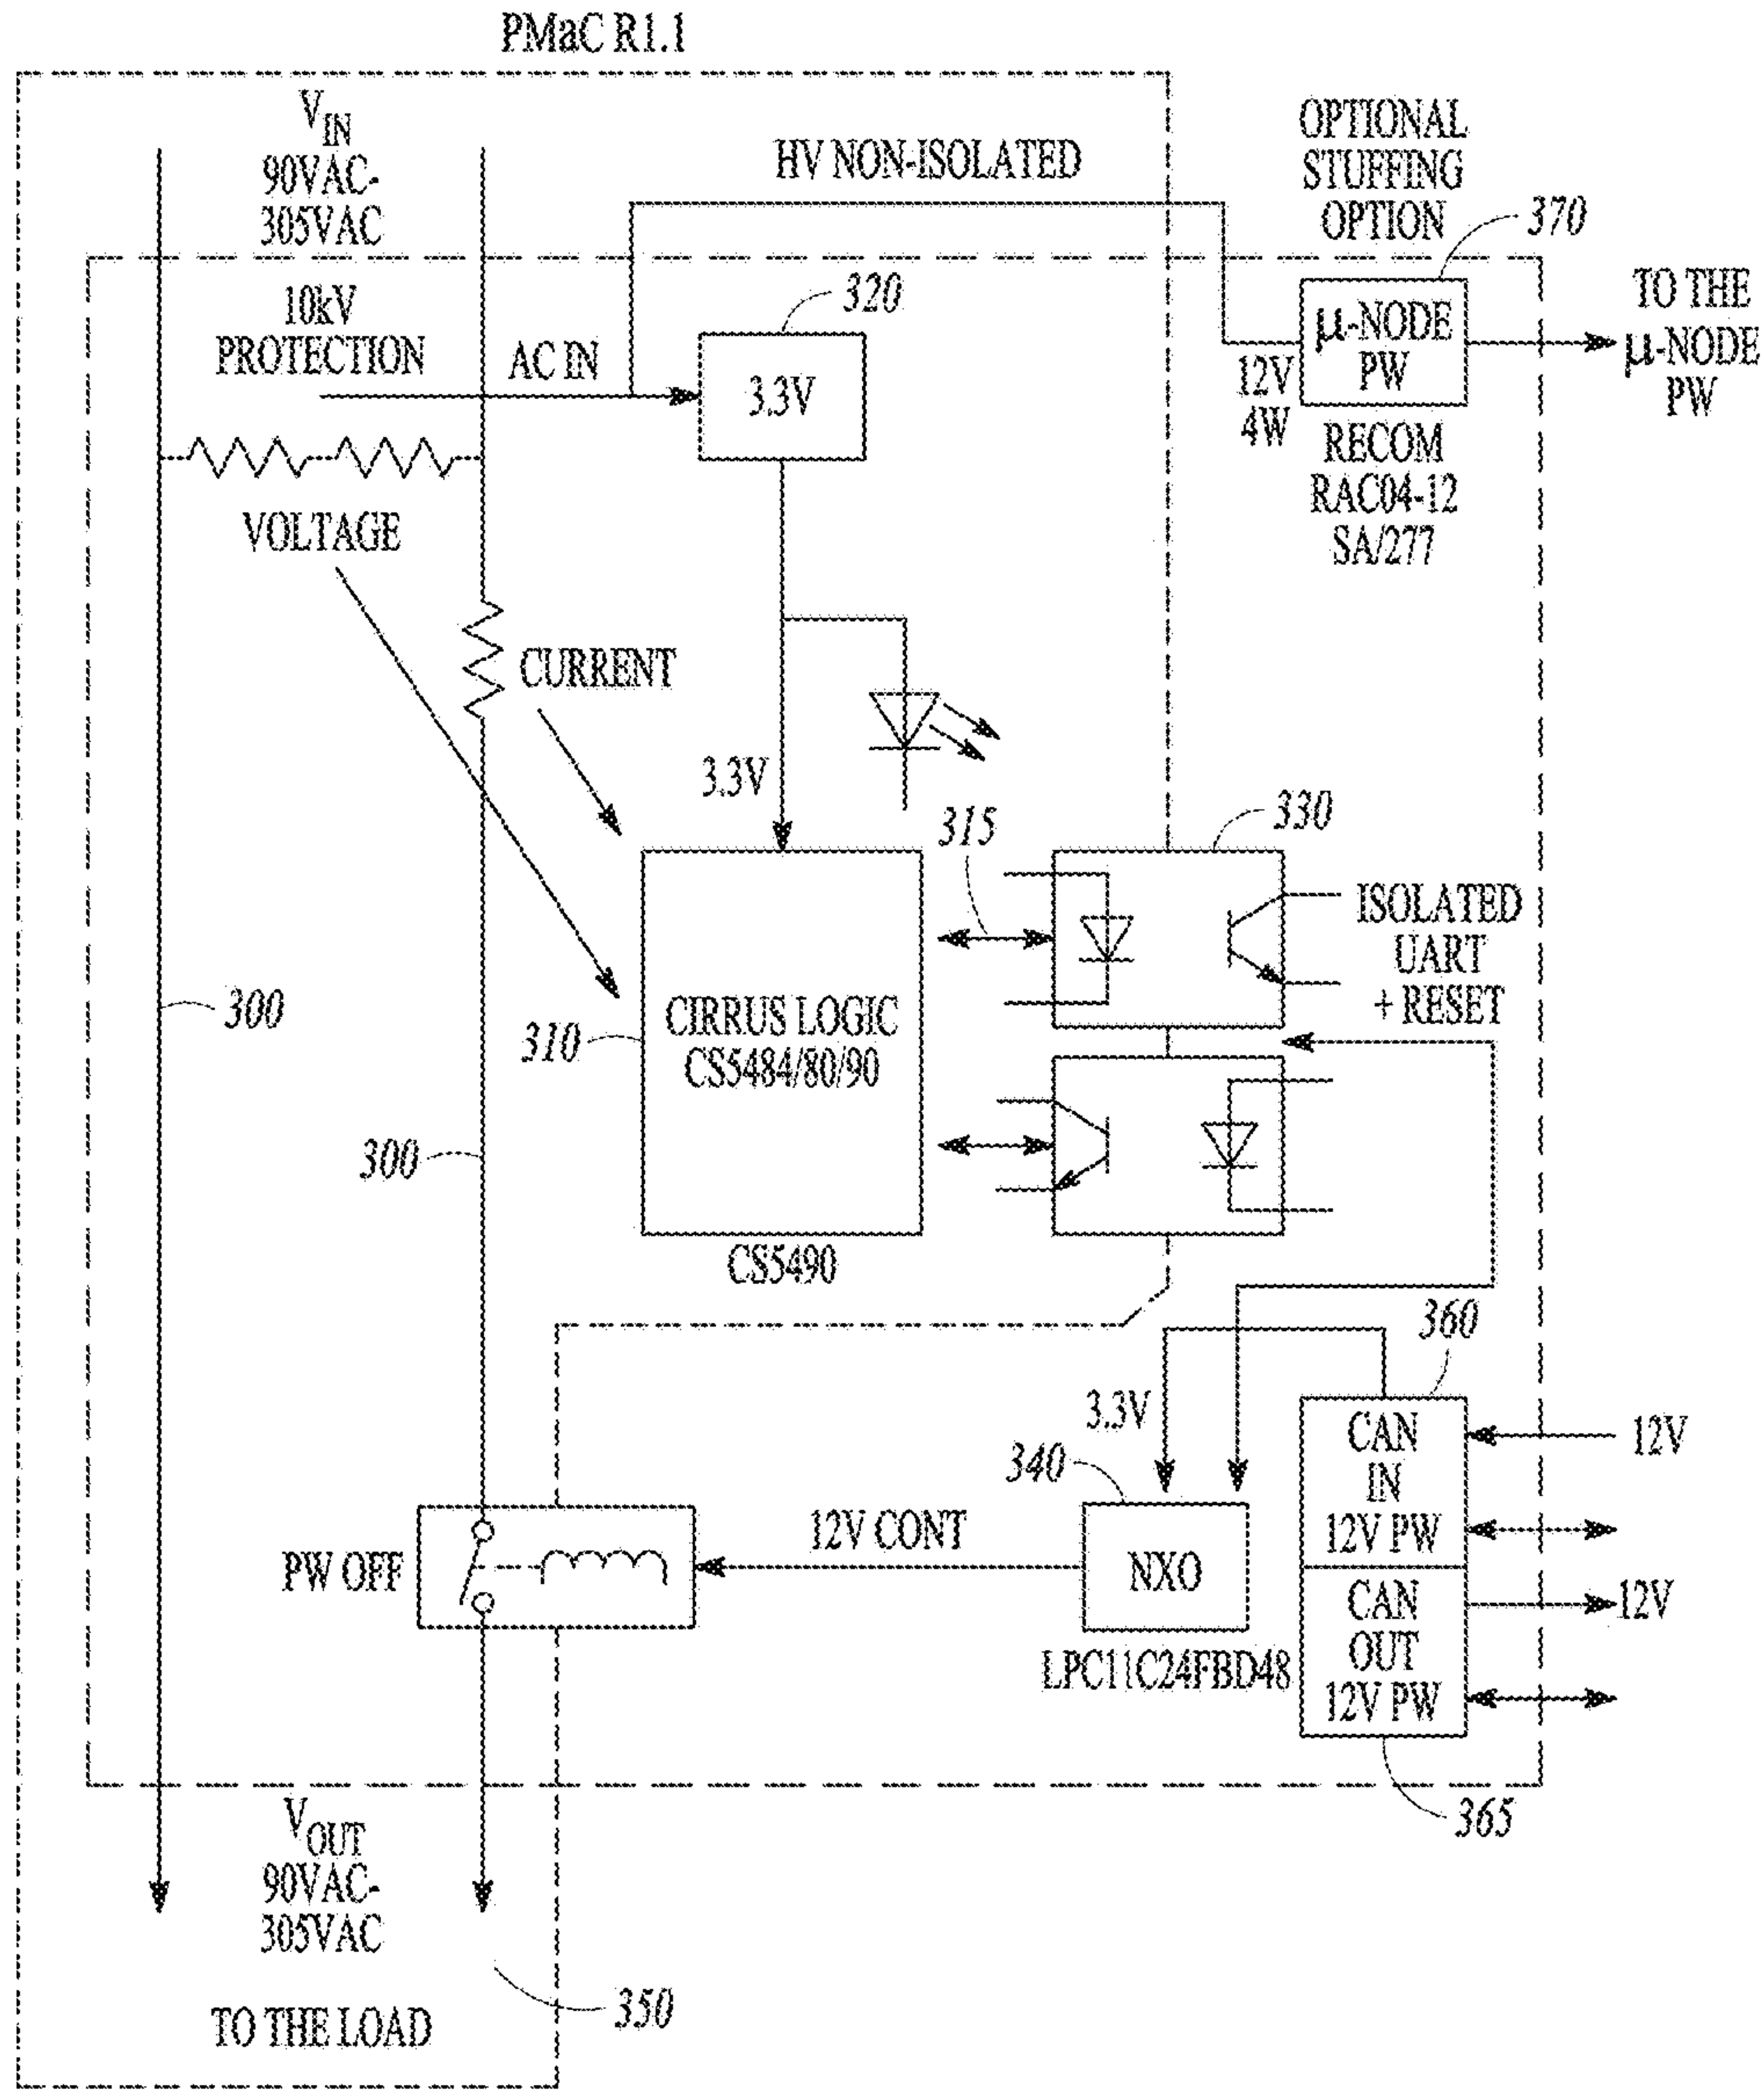 PMaC R1.1
VIN
90VAC-
305VAC
HV NON-ISOLATED
OPTIONAL
STUFFING
OPTION
370
10kV
PROTECTION
AC IN
320
3.3V
μ-NODE
PW
12V
4W
TO THE
μ-NODE
PW
RECOM
RAC04-12
SA/277
VOLTAGE
CURRENT
3.3V
315
330
ISOLATED
UART
+ RESET
300
310
CIRRUS LOGIC
CS5484/80/90
300
CS5490
360
3.3V
340
CAN
IN
12V PW
12V
PW OFF
12V CONT
NXO
LPC11C24FBD48
CAN
OUT
12V PW
12V
365
VOUT
90VAC-
305VAC
350
TO THE LOAD